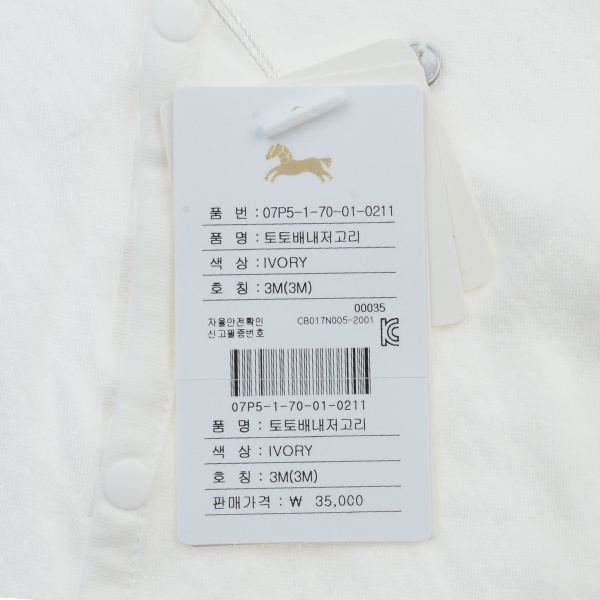 품 번 : 07P5-1-70-01-0211
품 명 : 토토배내저고리
색 상 : IVORY
호 칭 : 3M(3M)
00035
자율안전확인 CB017N005-2001
신고필증번호
07P5-1-70-01-0211
품 명 : 토토배내저고리
색 상 : IVORY
호 칭 : 3M(3M)
판매가격 : ₩ 35,000